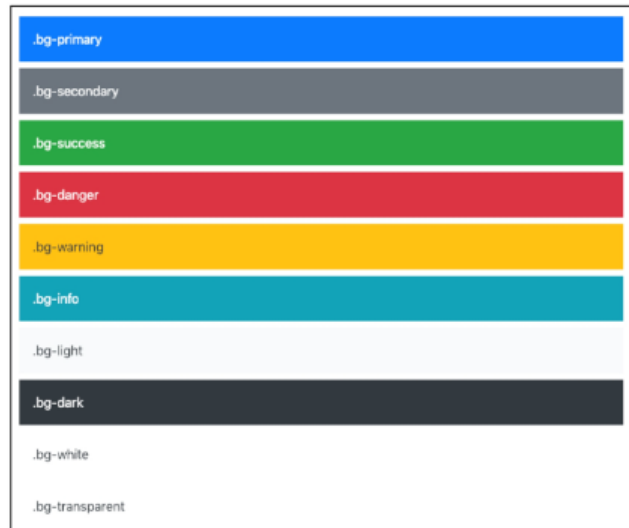 .bg-primary
.bg-secondary
.bg-success
.bg-danger
.bg-warning
.bg-info
.bg-light
.bg-dark
.bg-white
.bg-transparent